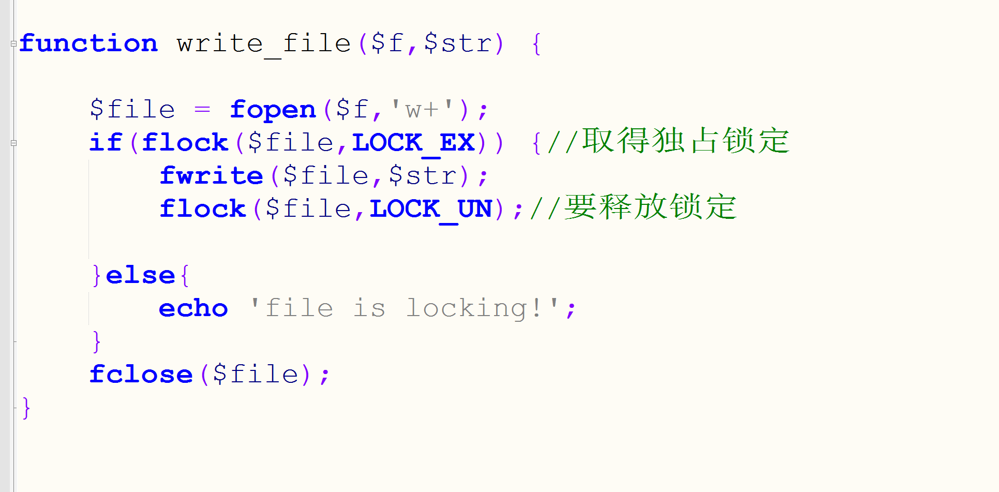 function write_file($f,$str) {
    $file = fopen($f,'w+');
    if(flock($file,LOCK_EX)) {//取得独占锁定
        fwrite($file,$str);
        flock($file,LOCK_UN);//要释放锁定
    }else{
        echo 'file is locking!';
    }
    fclose($file);
}